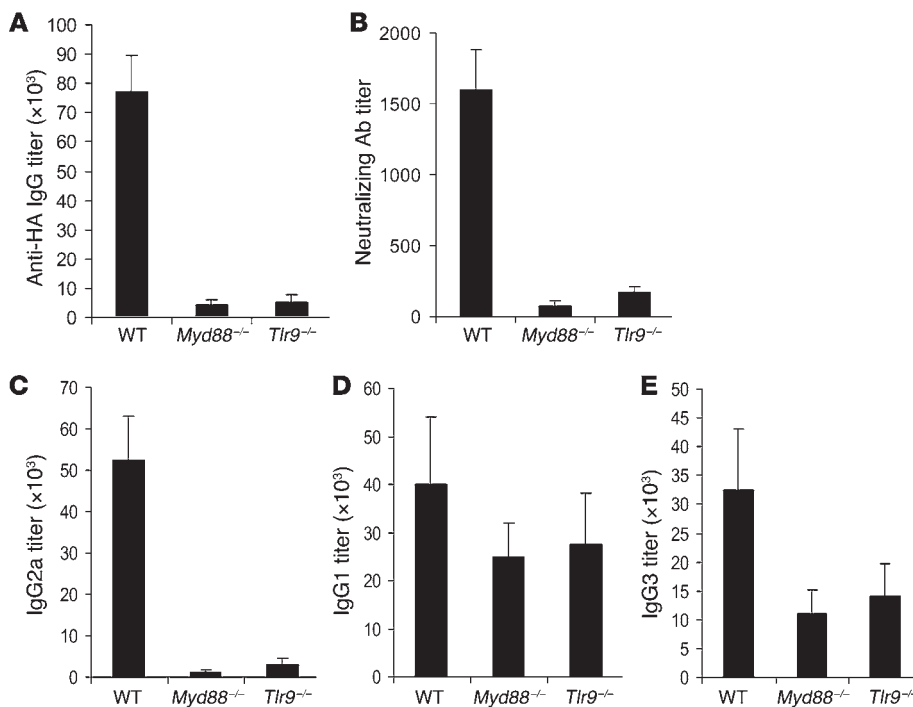 A
Anti-HA IgG titer (×10³)
100
90
80
70
60
50
40
30
20
10
0
WT Myd88⁻/⁻ Tlr9⁻/⁻
B
Neutralizing Ab titer
2000
1500
1000
500
0
WT Myd88⁻/⁻ Tlr9⁻/⁻
C
IgG2a titer (×10³)
70
60
50
40
30
20
10
0
WT Myd88⁻/⁻ Tlr9⁻/⁻
D
IgG1 titer (×10³)
60
50
40
30
20
10
0
WT Myd88⁻/⁻ Tlr9⁻/⁻
E
IgG3 titer (×10³)
50
45
40
35
30
25
20
15
10
5
0
WT Myd88⁻/⁻ Tlr9⁻/⁻